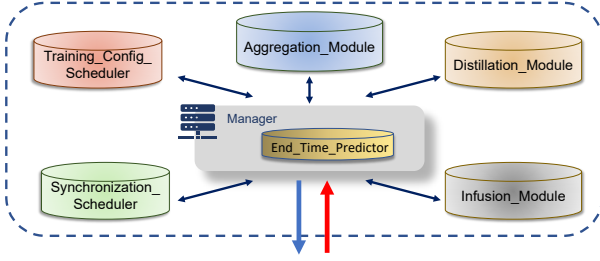 Aggregation_Module
Training_Config_
Scheduler
Distillation_Module
Manager
End_Time_Predictor
Synchronization_
Scheduler
Infusion_Module